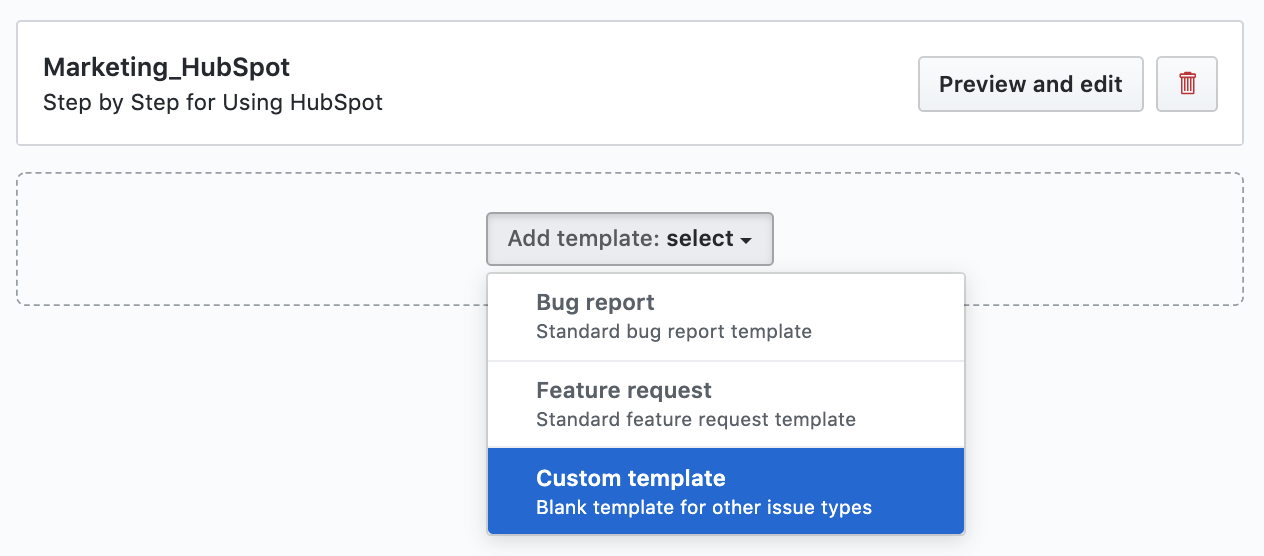 Marketing_HubSpot
Step by Step for Using HubSpot
Preview and edit
Add template: select
Bug report
Standard bug report template
Feature request
Standard feature request template
Custom template
Blank template for other issue types